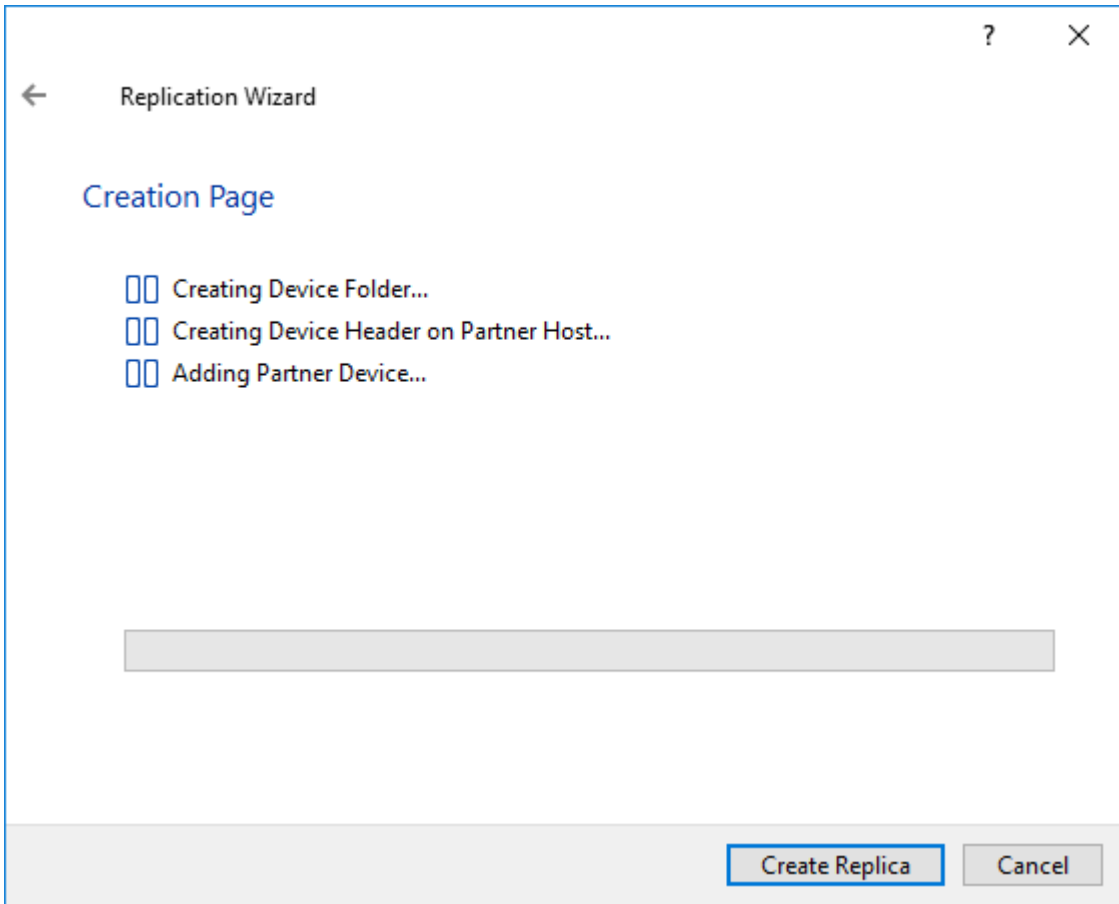 ?
Replication Wizard
Creation Page
Creating Device Folder...
Creating Device Header on Partner Host...
Adding Partner Device...
Create Replica
Cancel